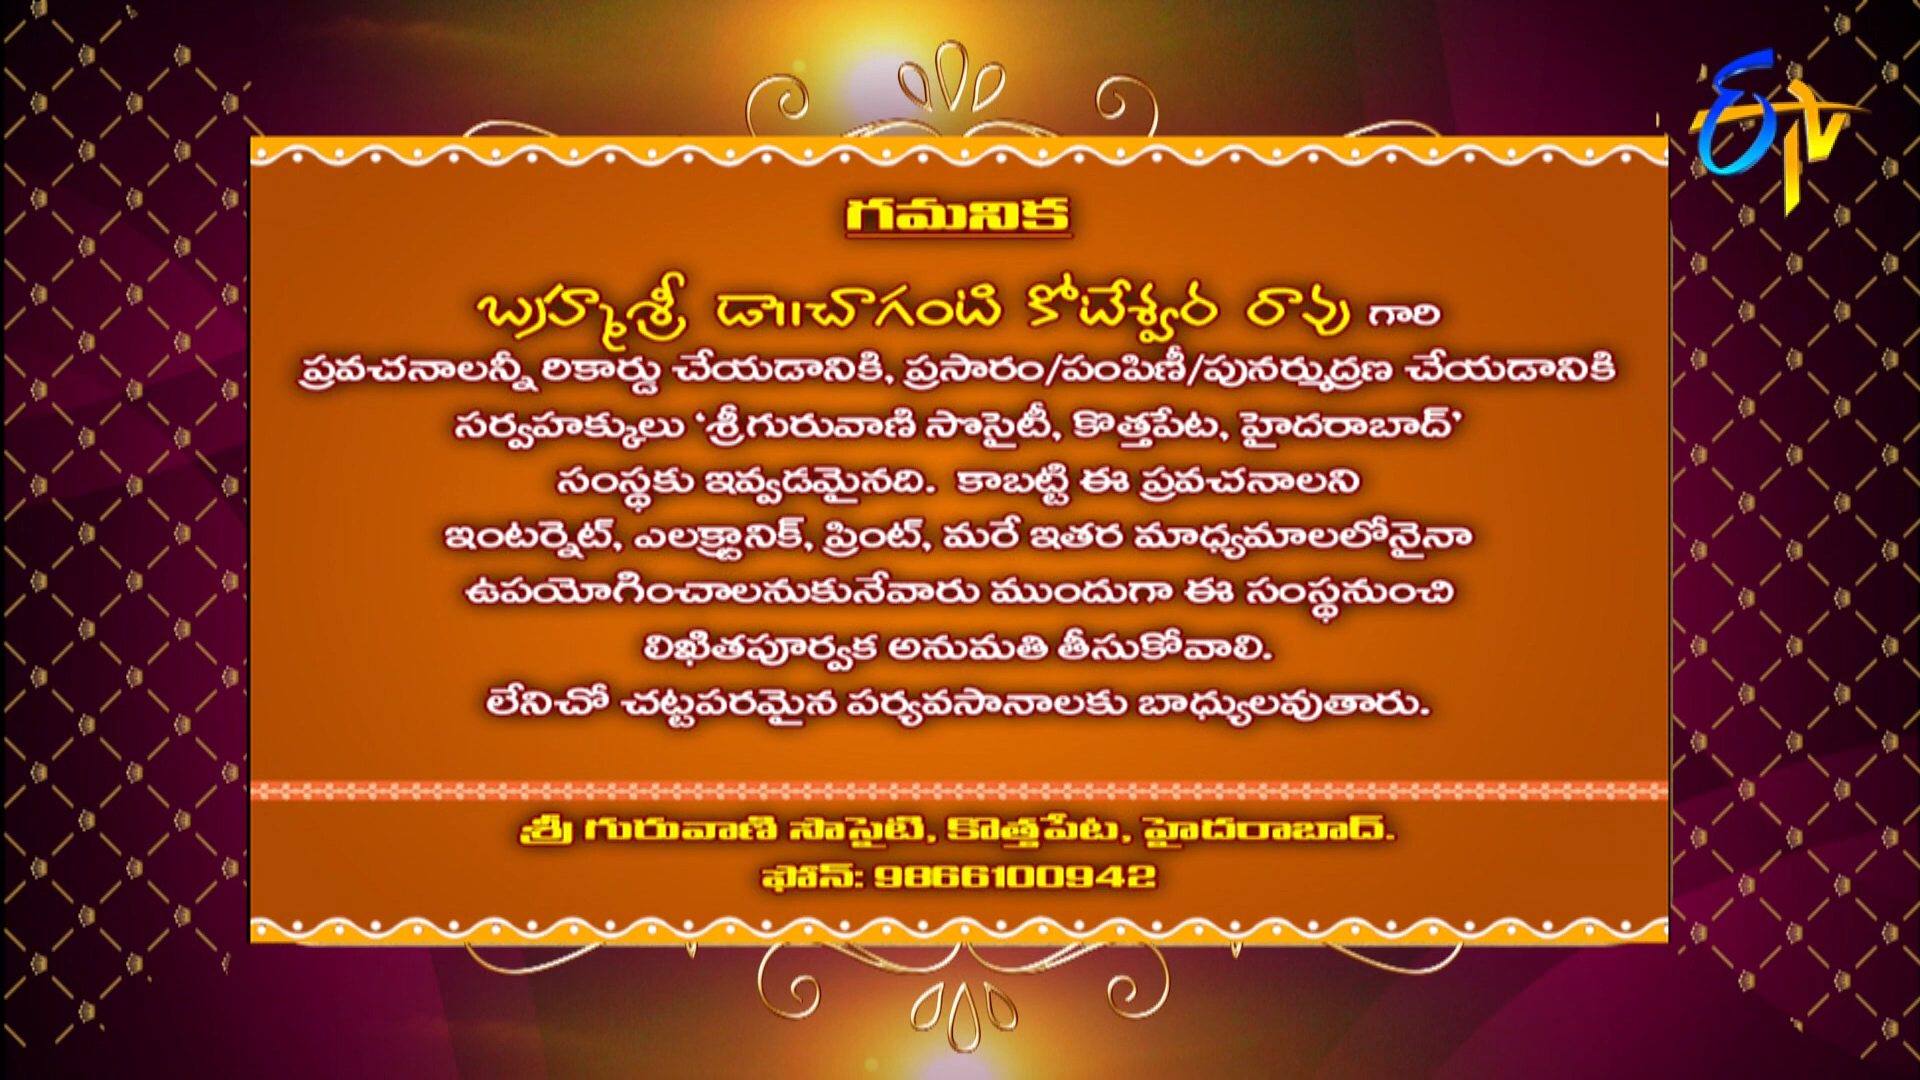 ఈtv
గమనిక
బ్రహ్మశ్రీ డా॥చాగంటి కోటేశ్వర రావు గారి
ప్రవచనాలన్నీ రికార్డు చేయడానికి, ప్రసారం/పంపిణీ/పునర్ముద్రణ చేయడానికి
సర్వహక్కులు ‘శ్రీగురువాణి సొసైటీ, కొత్తపేట, హైదరాబాద్’
సంస్థకు ఇవ్వడమైనది. కాబట్టి ఈ ప్రవచనాలని
ఇంటర్నెట్, ఎలక్ట్రానిక్, ప్రింట్, మరే ఇతర మాధ్యమాలలోనైనా
ఉపయోగించాలనుకునేవారు ముందుగా ఈ సంస్థనుంచి
లిఖితపూర్వక అనుమతి తీసుకోవాలి.
లేనిచో చట్టపరమైన పర్యవసానాలకు బాధ్యులవుతారు.
శ్రీ గురువాణి సొసైటి, కొత్తపేట, హైదరాబాద్.
ఫోన్: 9866100942